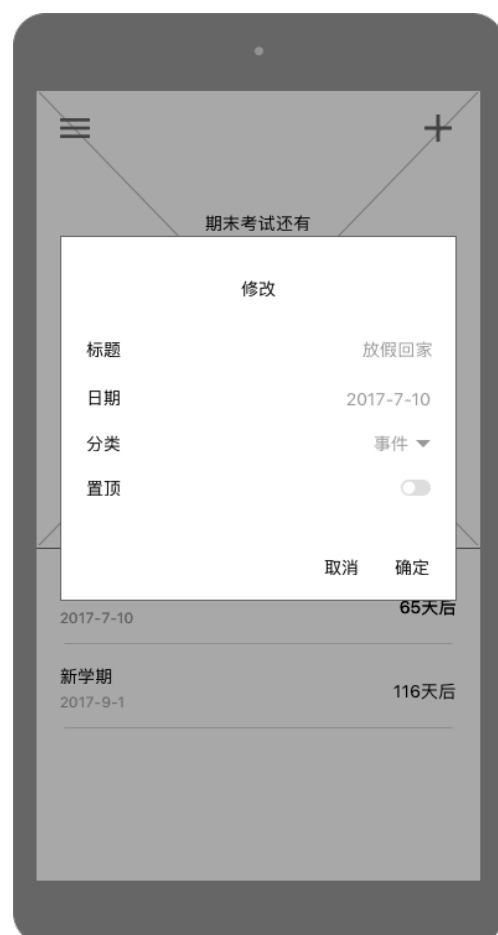 期末考试还有
修改
标题 放假回家
日期 2017-7-10
分类 事件
置顶
取消 确定
2017-7-10 65天后
新学期
2017-9-1 116天后